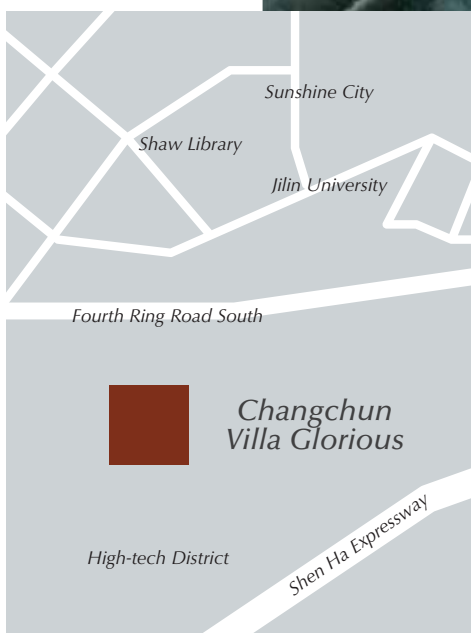 Sunshine City
Shaw Library
Jilin University
Fourth Ring Road South
Changchun
Villa Glorious
High-tech District
Shen Ha Expressway